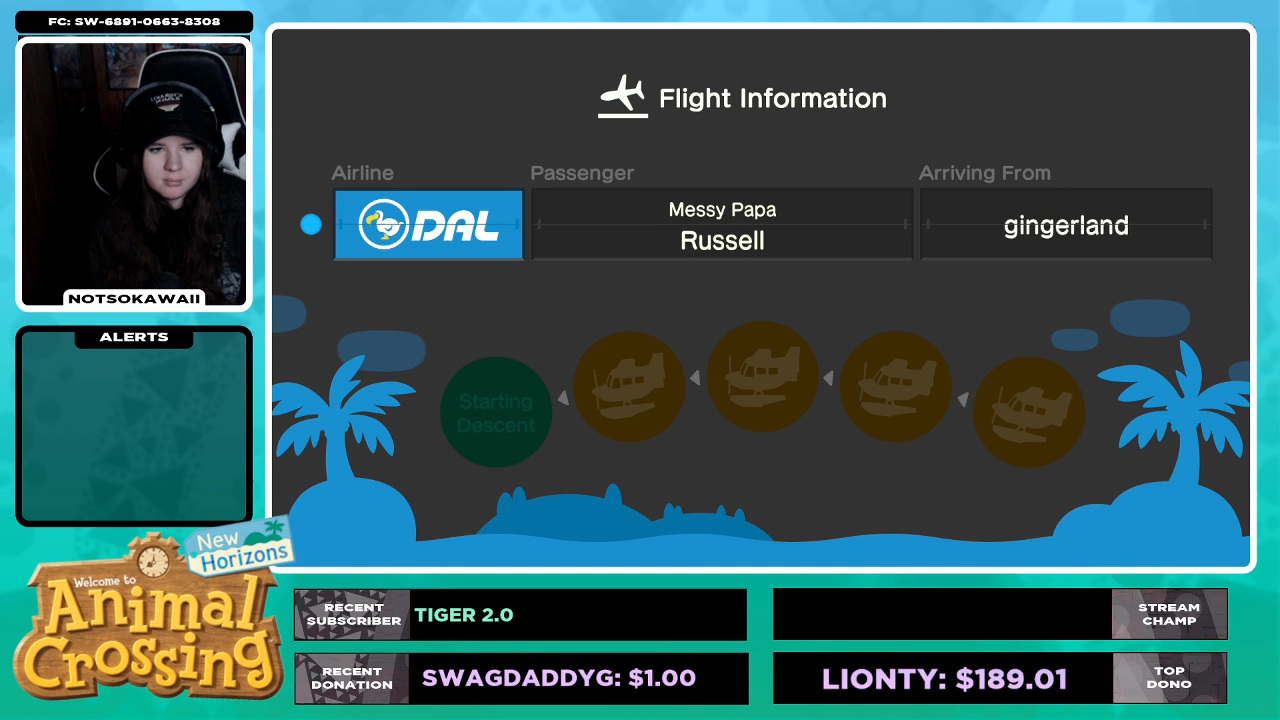 FC: SW-6891-0663-8308
NOTSOKAWAII
ALERTS
Flight Information
Airline
Passenger
Arriving From
DAL
Messy Papa
Russell
gingerland
Starting
Descent
Welcome to
Animal
Crossing
New
Horizons
RECENT
SUBSCRIBER
TIGER 2.0
STREAM
CHAMP
RECENT
DONATION
SWAGDADDYG: $1.00
LIONTY: $189.01
TOP
DONO